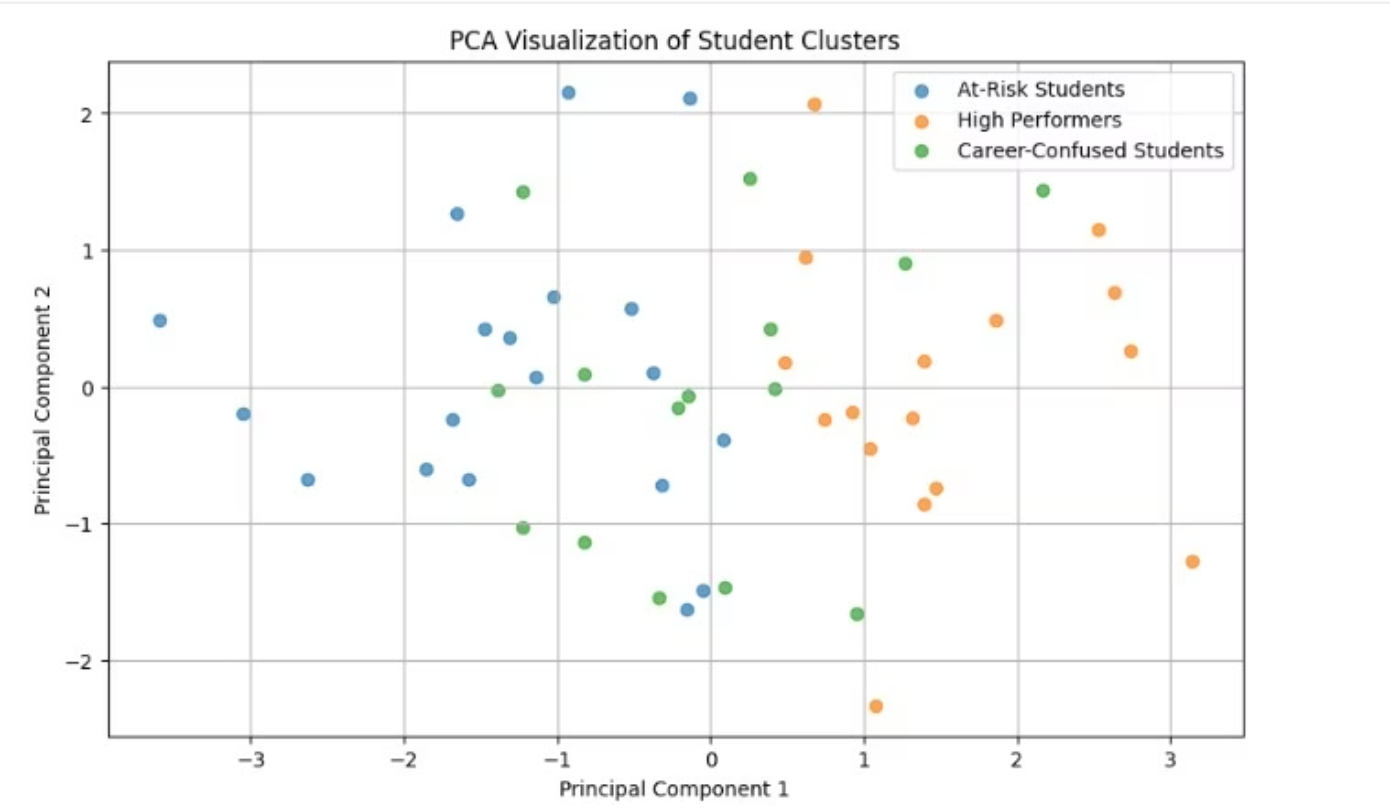 PCA Visualization of Student Clusters
At-Risk Students
High Performers
Career-Confused Students
2
1
0
−1
−2
Principal Component 2
−3
−2
−1
0
1
2
3
Principal Component 1